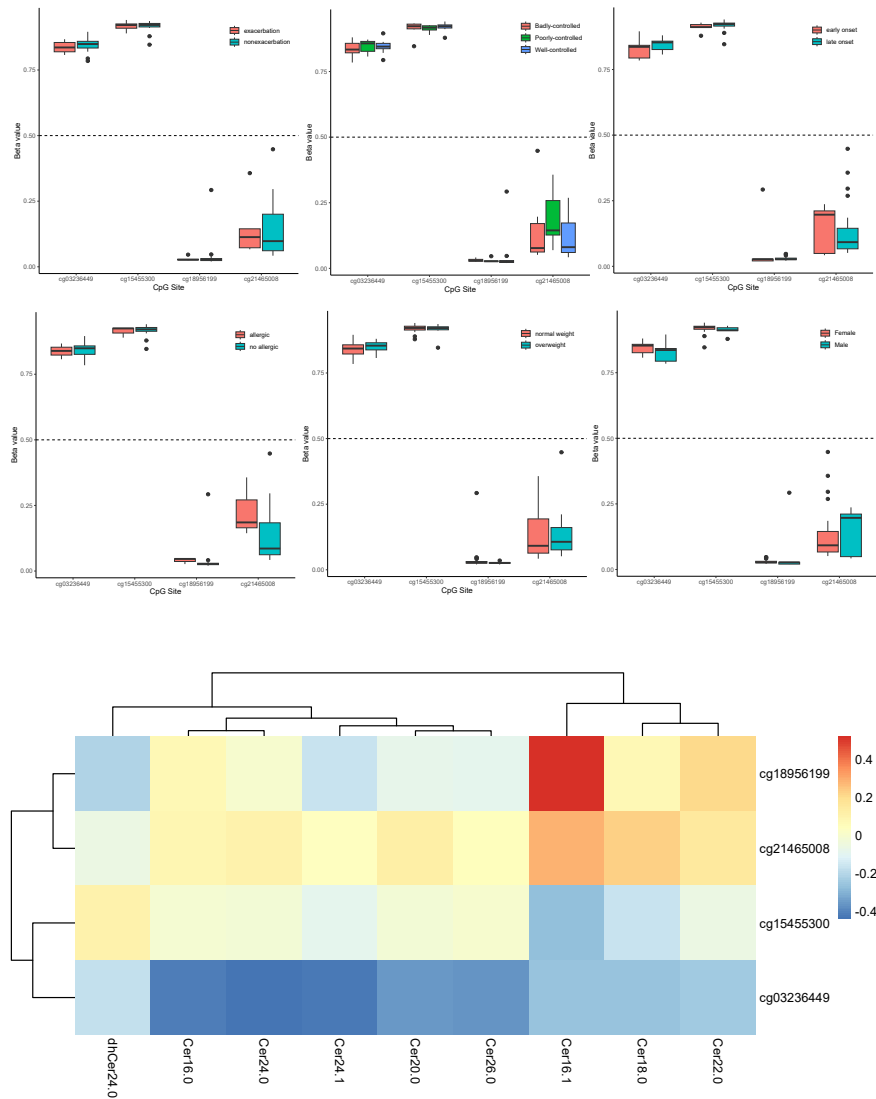 exacerbation
nonexacerbation
0.75
0.50
0.25
0.00
Beta value
cg03236449 cg15455300 cg18956199 cg21465008
CpG Site
Badly-controlled
Poorly-controlled
Well-controlled
0.75
0.50
0.25
0.00
Beta value
cg03236449 cg15455300 cg18956199 cg21465008
CpG Site
early onset
late onset
0.75
0.50
0.25
0.00
Beta value
cg03236449 cg15455300 cg18956199 cg21465008
CpG Site
allergic
no allergic
0.75
0.50
0.25
0.00
Beta value
cg03236449 cg15455300 cg18956199 cg21465008
CpG Site
normal weight
overweight
0.75
0.50
0.25
0.00
Beta value
cg03236449 cg15455300 cg18956199 cg21465008
CpG Site
Female
Male
0.75
0.50
0.25
0.00
Beta value
cg03236449 cg15455300 cg18956199 cg21465008
CpG Site
cg18956199
cg21465008
cg15455300
cg03236449
0.4
0.2
0
-0.2
-0.4
dhCer24.0
Cer16.0
Cer24.0
Cer24.1
Cer20.0
Cer26.0
Cer16.1
Cer18.0
Cer22.0